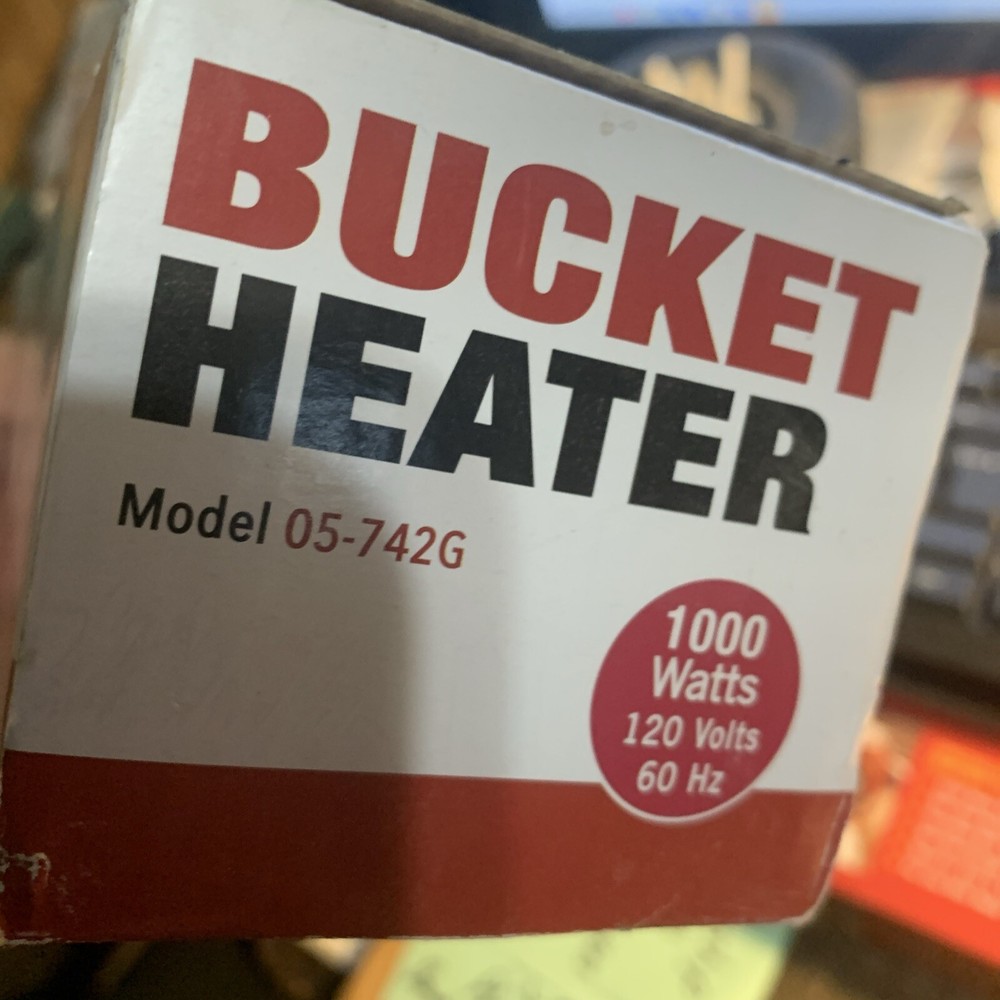 BUCKET
HEATER
Model 05-742G
1000
Watts
120 Volts
60 Hz